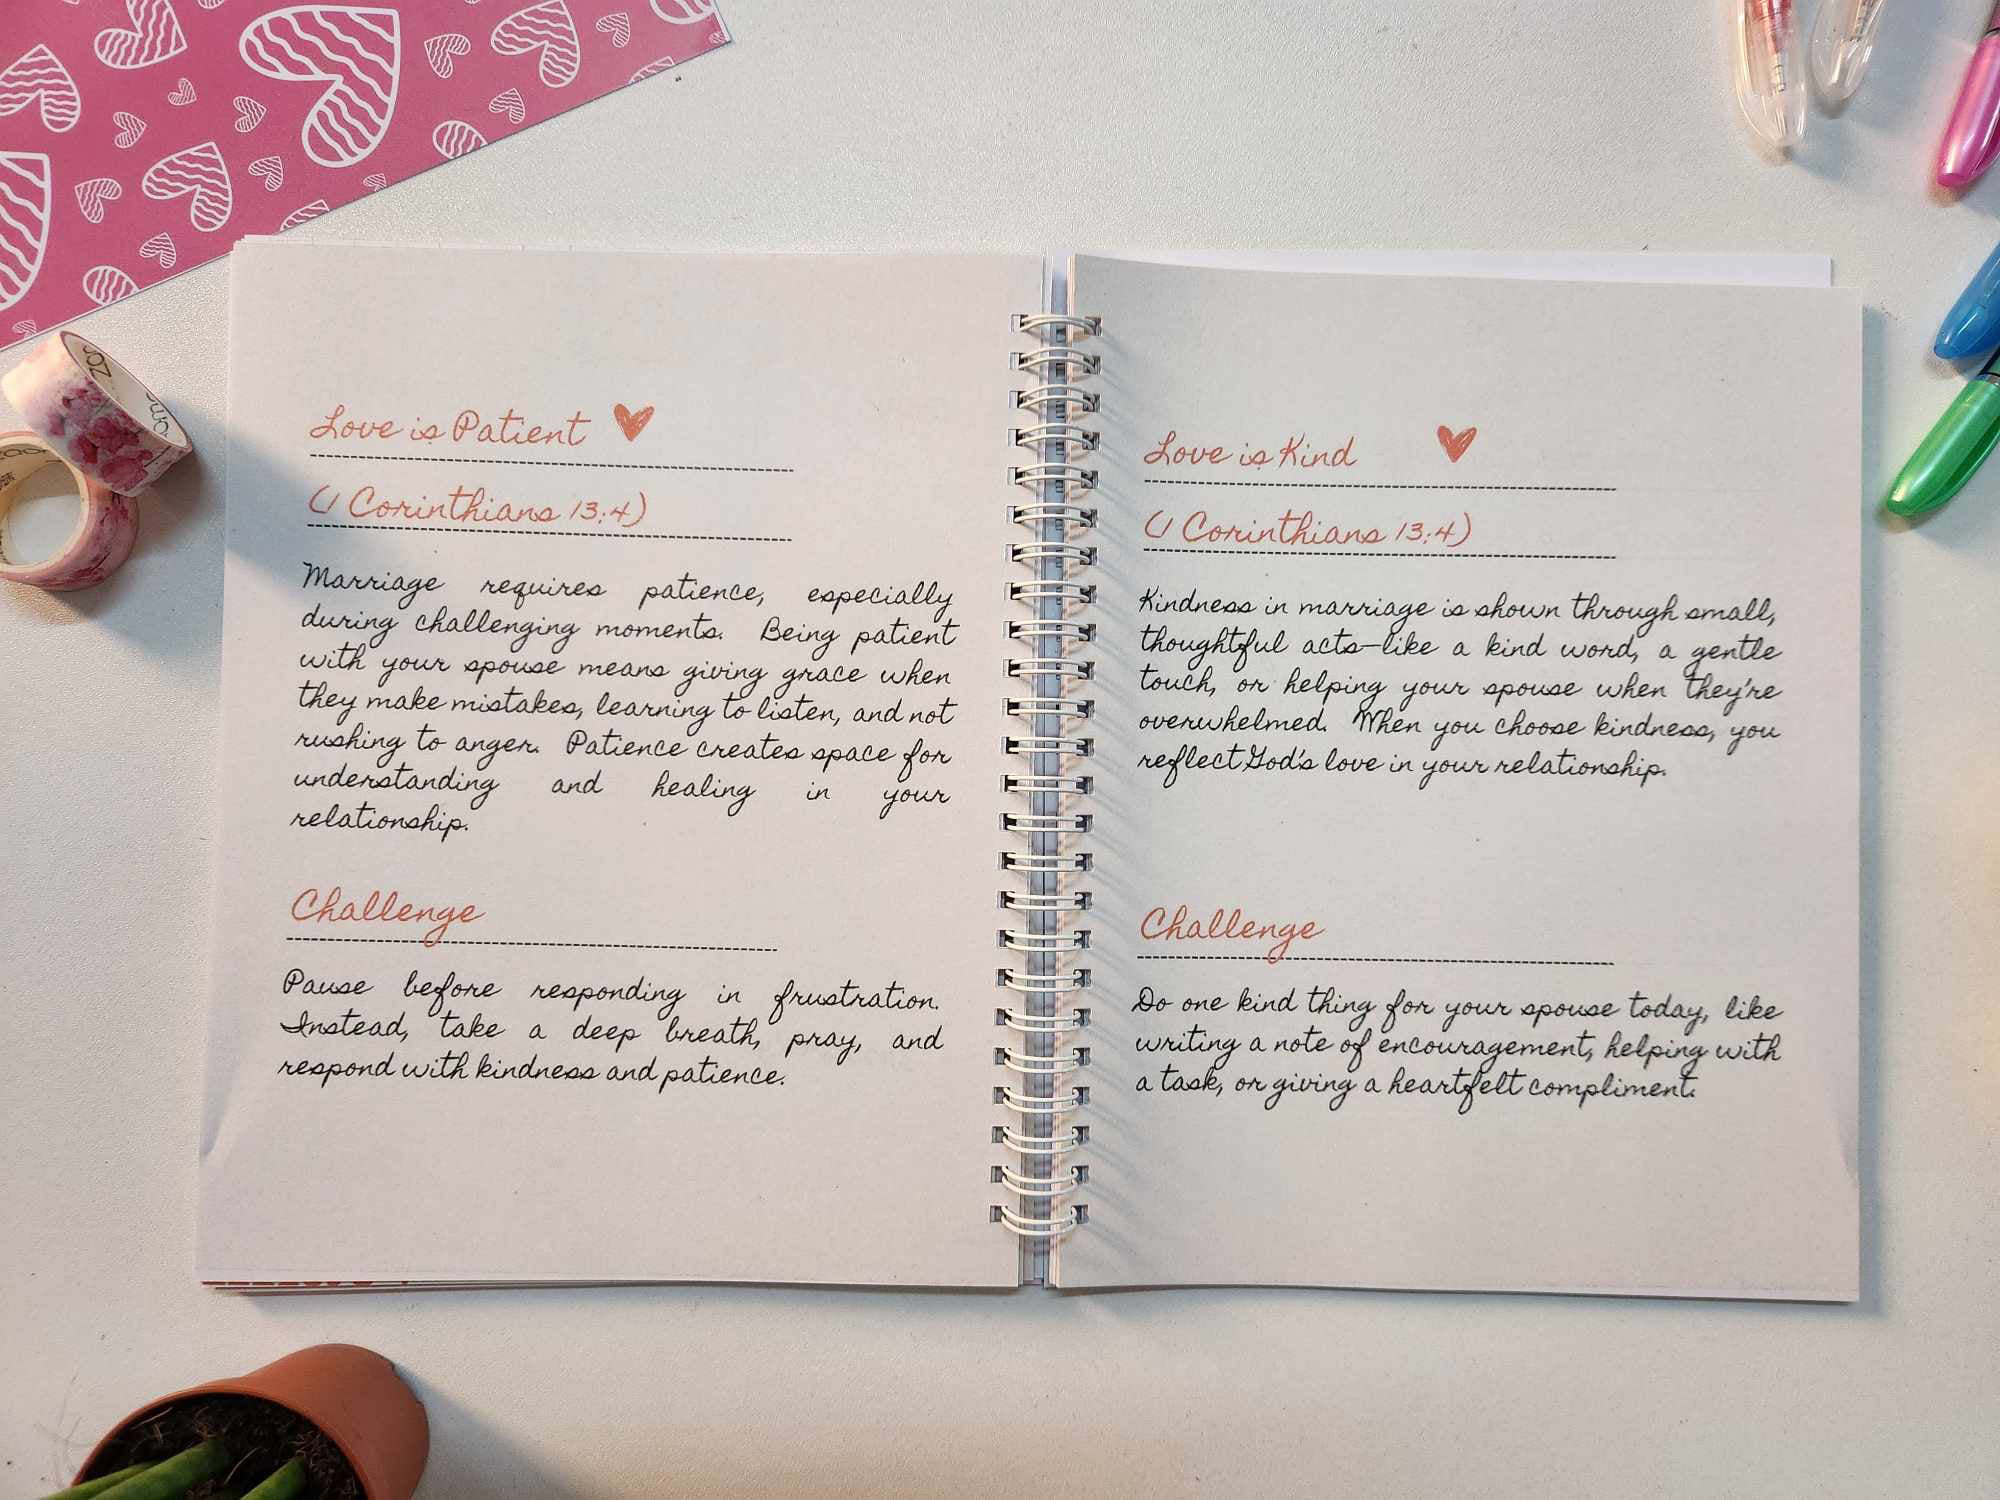 Love is Patient
(1 Corinthians 13:4)
Marriage requires patience, especially
during challenging moments. Being patient
with your spouse means giving grace when
they make mistakes, learning to listen, and not
rushing to anger. Patience creates space for
understanding and healing in your
relationship.
Challenge
Pause before responding in frustration.
Instead, take a deep breath, pray, and
respond with kindness and patience.
Love is Kind
(1 Corinthians 13:4)
Kindness in marriage is shown through small,
thoughtful acts—like a kind word, a gentle
touch, or helping your spouse when they're
overwhelmed. When you choose kindness, you
reflect God's love in your relationship.
Challenge
Do one kind thing for your spouse today, like
writing a note of encouragement, helping with
a task, or giving a heartfelt compliment.